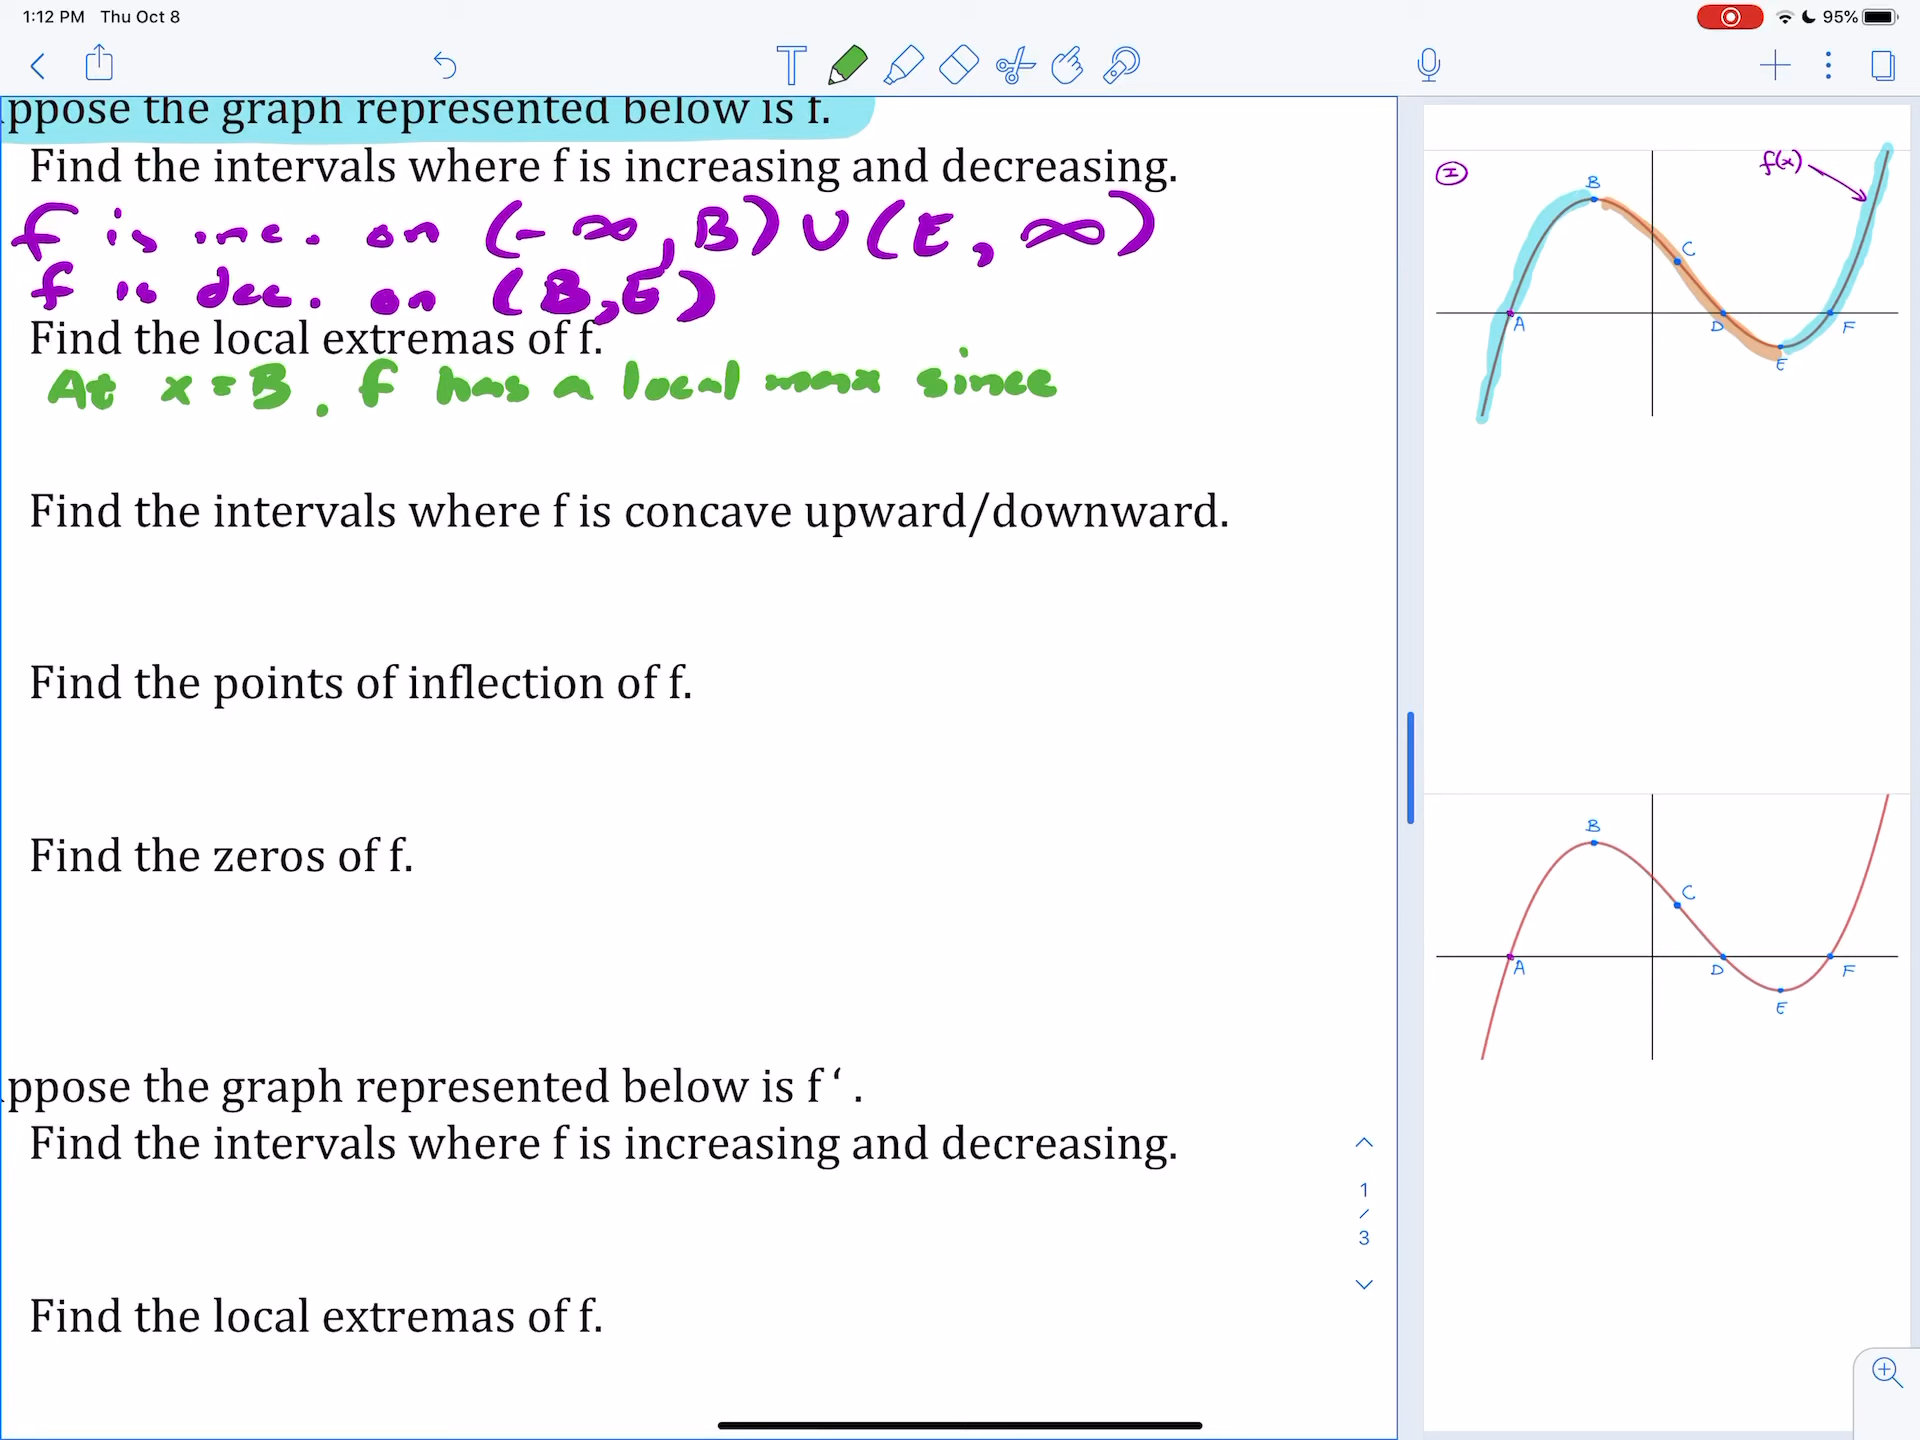 1:12 PM Thu Oct 8
95%
ppose the graph represented below is f.
Find the intervals where f is increasing and decreasing.
f is inc. on (-∞, B) ∪ (E, ∞)
f is dec. on (B, E)
Find the local extremas of f.
At x = B, f has a local max since
Find the intervals where f is concave upward/downward.
Find the points of inflection of f.
Find the zeros of f.
ppose the graph represented below is f ‘ .
Find the intervals where f is increasing and decreasing.
Find the local extremas of f.
1
/
3
I
f(x)
B
C
A
D
F
E
B
C
A
D
F
E